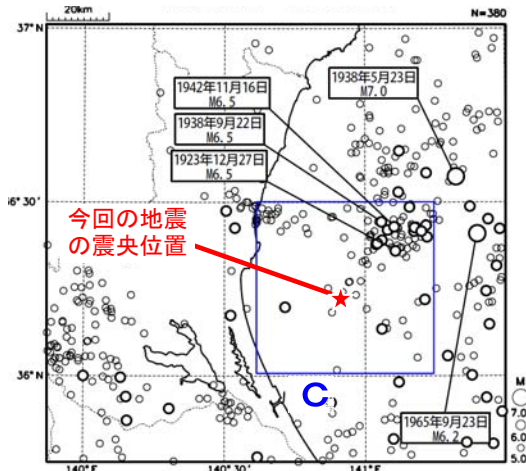 20km
N=380
37°N
1942年11月16日
M6.5
1938年5月23日
M7.0
1938年9月22日
M6.5
1923年12月27日
M6.5
36°30'
今回の地震
の震央位置
36°N
C
M
7.0
6.0
5.0
1965年9月23日
M6.2
140°E
140°30'
141°E